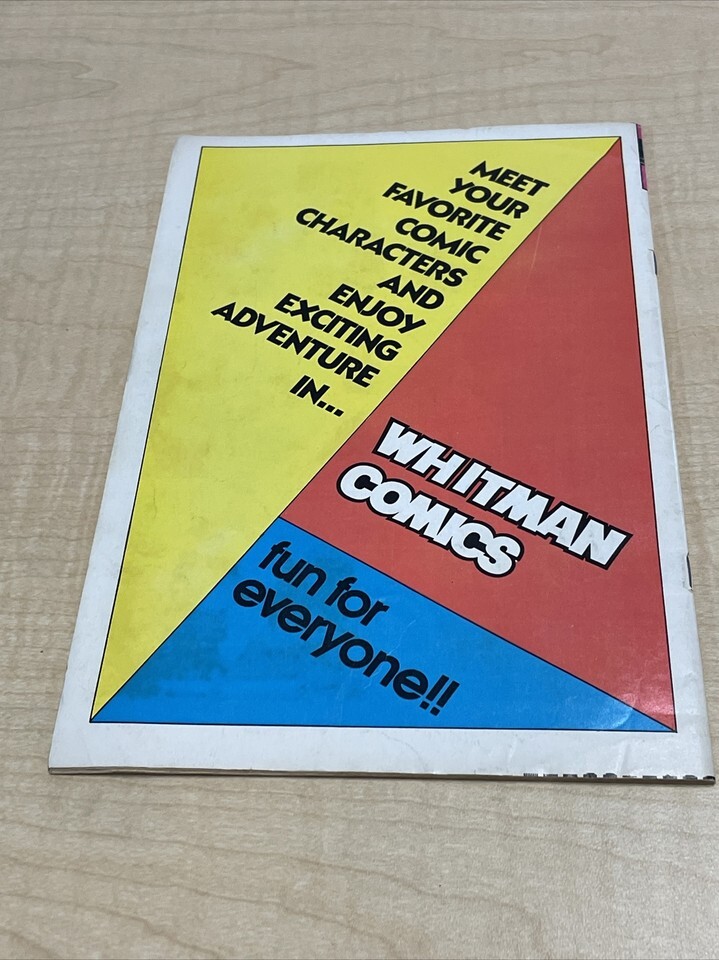 MEET
YOUR
FAVORITE
COMIC
CHARACTERS
AND
ENJOY
EXCITING
ADVENTURE
IN...
WHITMAN
COMICS
fun for
everyone!!